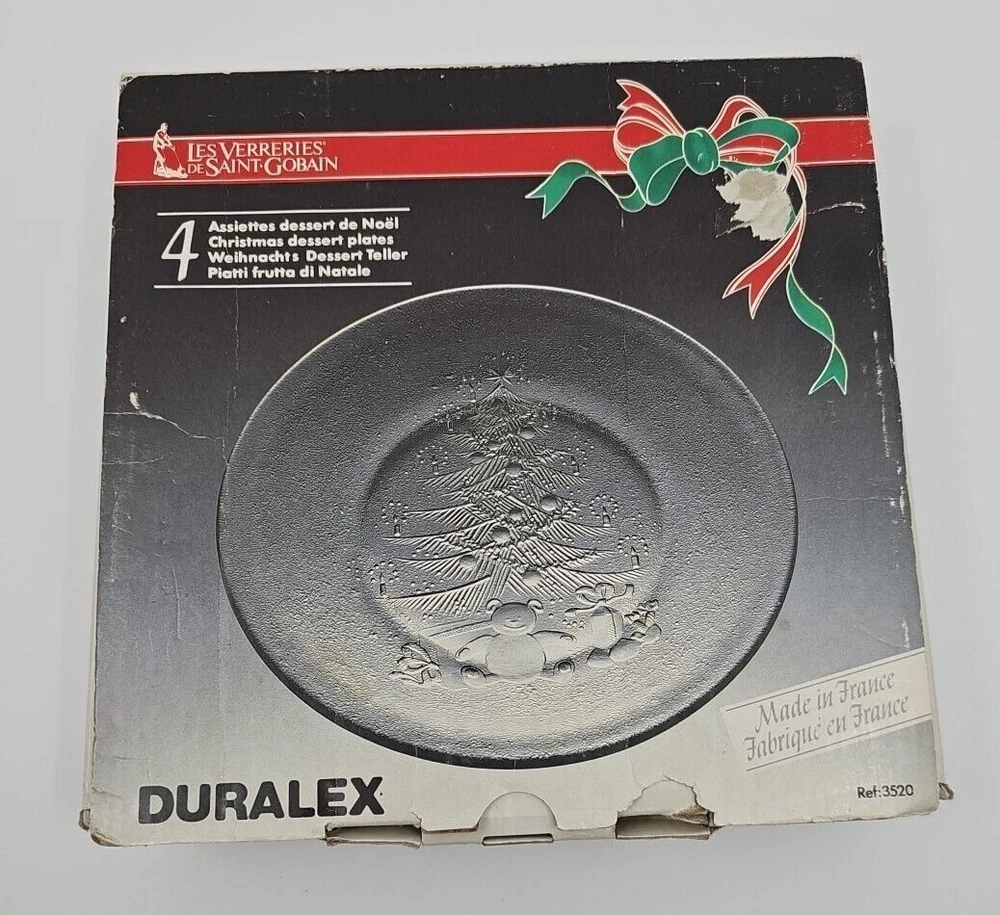 LES VERRERIES
DE SAINT-GOBAIN
4
Assiettes dessert de Noël
Christmas dessert plates
Weihnachts Dessert Teller
Piatti frutta di Natale
Made in France
Fabriqué en France
DURALEX
Ref:3520